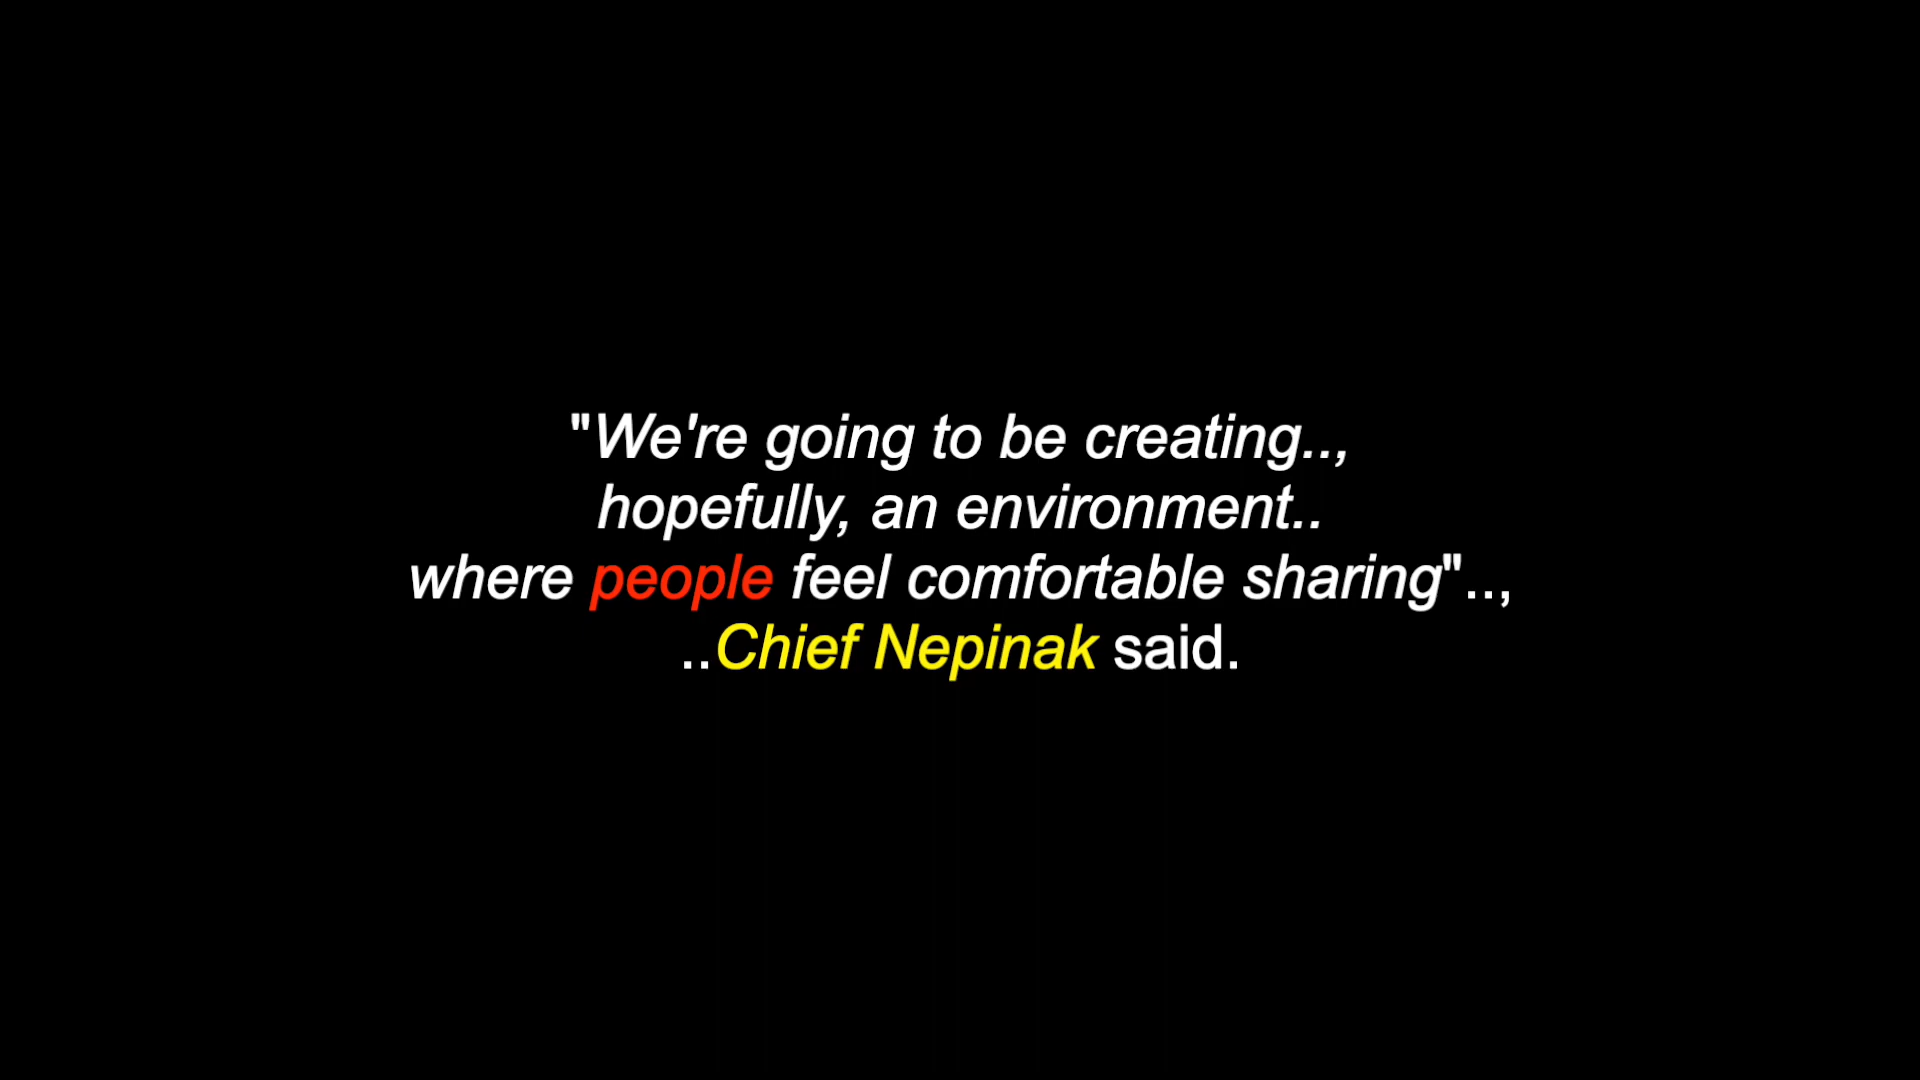 "We're going to be creating..,
hopefully, an environment..
where people feel comfortable sharing"..,
..Chief Nepinak said.